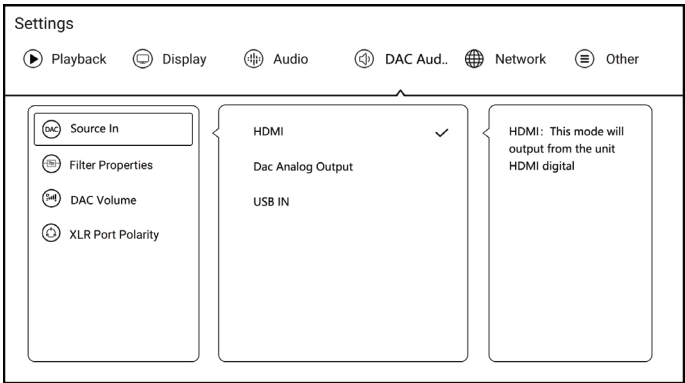 Settings
Playback Display Audio DAC Aud.. Network Other
DAC Source In
Filter Properties
DAC Volume
XLR Port Polarity
HDMI
Dac Analog Output
USB IN
HDMI: This mode will
output from the unit
HDMI digital